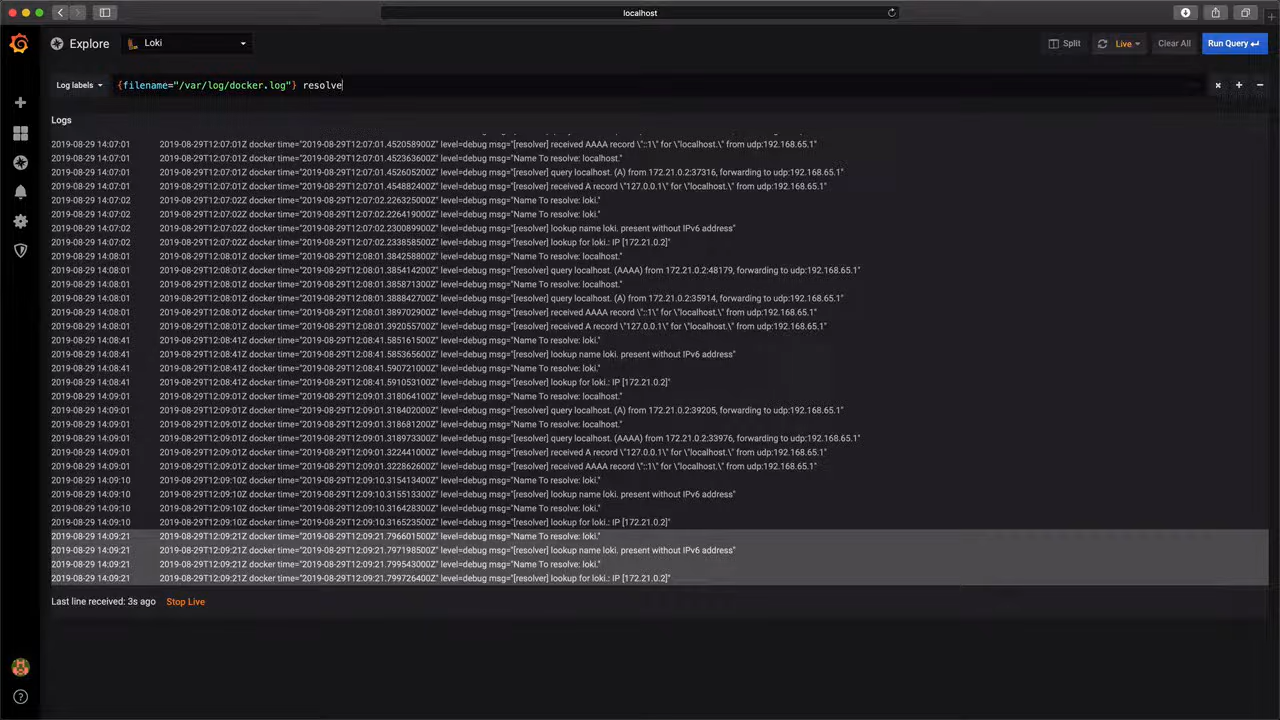 localhost
Explore Loki Split Live Clear All Run Query
Log labels {filename="/var/log/docker.log"} resolve
Logs
2019-08-29 14:07:01 2019-08-29T12:07:01Z docker time="2019-08-29T12:07:01.452058900Z" level=debug msg="[resolver] received AAAA record \"::1\" for \"localhost.\" from udp:192.168.65.1"
2019-08-29 14:07:01 2019-08-29T12:07:01Z docker time="2019-08-29T12:07:01.452363600Z" level=debug msg="Name To resolve: localhost."
2019-08-29 14:07:01 2019-08-29T12:07:01Z docker time="2019-08-29T12:07:01.452605200Z" level=debug msg="[resolver] query localhost. (A) from 172.21.0.2:37316, forwarding to udp:192.168.65.1"
2019-08-29 14:07:01 2019-08-29T12:07:01Z docker time="2019-08-29T12:07:01.454882400Z" level=debug msg="[resolver] received A record \"127.0.0.1\" for \"localhost.\" from udp:192.168.65.1"
2019-08-29 14:07:02 2019-08-29T12:07:02Z docker time="2019-08-29T12:07:02.226325000Z" level=debug msg="Name To resolve: loki."
2019-08-29 14:07:02 2019-08-29T12:07:02Z docker time="2019-08-29T12:07:02.226419000Z" level=debug msg="Name To resolve: loki."
2019-08-29 14:07:02 2019-08-29T12:07:02Z docker time="2019-08-29T12:07:02.230089900Z" level=debug msg="[resolver] lookup name loki. present without IPv6 address"
2019-08-29 14:07:02 2019-08-29T12:07:02Z docker time="2019-08-29T12:07:02.233858500Z" level=debug msg="[resolver] lookup for loki.: IP [172.21.0.2]"
2019-08-29 14:08:01 2019-08-29T12:08:01Z docker time="2019-08-29T12:08:01.384258800Z" level=debug msg="Name To resolve: localhost."
2019-08-29 14:08:01 2019-08-29T12:08:01Z docker time="2019-08-29T12:08:01.385414200Z" level=debug msg="[resolver] query localhost. (AAAA) from 172.21.0.2:48179, forwarding to udp:192.168.65.1"
2019-08-29 14:08:01 2019-08-29T12:08:01Z docker time="2019-08-29T12:08:01.385871300Z" level=debug msg="Name To resolve: localhost."
2019-08-29 14:08:01 2019-08-29T12:08:01Z docker time="2019-08-29T12:08:01.388842700Z" level=debug msg="[resolver] query localhost. (A) from 172.21.0.2:35914, forwarding to udp:192.168.65.1"
2019-08-29 14:08:01 2019-08-29T12:08:01Z docker time="2019-08-29T12:08:01.389702900Z" level=debug msg="[resolver] received AAAA record \"::1\" for \"localhost.\" from udp:192.168.65.1"
2019-08-29 14:08:01 2019-08-29T12:08:01Z docker time="2019-08-29T12:08:01.392055700Z" level=debug msg="[resolver] received A record \"127.0.0.1\" for \"localhost.\" from udp:192.168.65.1"
2019-08-29 14:08:41 2019-08-29T12:08:41Z docker time="2019-08-29T12:08:41.585161500Z" level=debug msg="Name To resolve: loki."
2019-08-29 14:08:41 2019-08-29T12:08:41Z docker time="2019-08-29T12:08:41.585365600Z" level=debug msg="[resolver] lookup name loki. present without IPv6 address"
2019-08-29 14:08:41 2019-08-29T12:08:41Z docker time="2019-08-29T12:08:41.590721000Z" level=debug msg="Name To resolve: loki."
2019-08-29 14:08:41 2019-08-29T12:08:41Z docker time="2019-08-29T12:08:41.591053100Z" level=debug msg="[resolver] lookup for loki.: IP [172.21.0.2]"
2019-08-29 14:09:01 2019-08-29T12:09:01Z docker time="2019-08-29T12:09:01.318064100Z" level=debug msg="Name To resolve: localhost."
2019-08-29 14:09:01 2019-08-29T12:09:01Z docker time="2019-08-29T12:09:01.318402000Z" level=debug msg="[resolver] query localhost. (A) from 172.21.0.2:39205, forwarding to udp:192.168.65.1"
2019-08-29 14:09:01 2019-08-29T12:09:01Z docker time="2019-08-29T12:09:01.318681200Z" level=debug msg="Name To resolve: localhost."
2019-08-29 14:09:01 2019-08-29T12:09:01Z docker time="2019-08-29T12:09:01.318973300Z" level=debug msg="[resolver] query localhost. (AAAA) from 172.21.0.2:33976, forwarding to udp:192.168.65.1"
2019-08-29 14:09:01 2019-08-29T12:09:01Z docker time="2019-08-29T12:09:01.322441000Z" level=debug msg="[resolver] received A record \"127.0.0.1\" for \"localhost.\" from udp:192.168.65.1"
2019-08-29 14:09:01 2019-08-29T12:09:01Z docker time="2019-08-29T12:09:01.322862600Z" level=debug msg="[resolver] received AAAA record \"::1\" for \"localhost.\" from udp:192.168.65.1"
2019-08-29 14:09:10 2019-08-29T12:09:10Z docker time="2019-08-29T12:09:10.315413400Z" level=debug msg="Name To resolve: loki."
2019-08-29 14:09:10 2019-08-29T12:09:10Z docker time="2019-08-29T12:09:10.315513300Z" level=debug msg="[resolver] lookup name loki. present without IPv6 address"
2019-08-29 14:09:10 2019-08-29T12:09:10Z docker time="2019-08-29T12:09:10.316428300Z" level=debug msg="Name To resolve: loki."
2019-08-29 14:09:10 2019-08-29T12:09:10Z docker time="2019-08-29T12:09:10.316523500Z" level=debug msg="[resolver] lookup for loki.: IP [172.21.0.2]"
2019-08-29 14:09:21 2019-08-29T12:09:21Z docker time="2019-08-29T12:09:21.796601500Z" level=debug msg="Name To resolve: loki."
2019-08-29 14:09:21 2019-08-29T12:09:21Z docker time="2019-08-29T12:09:21.797198500Z" level=debug msg="[resolver] lookup name loki. present without IPv6 address"
2019-08-29 14:09:21 2019-08-29T12:09:21Z docker time="2019-08-29T12:09:21.799543000Z" level=debug msg="Name To resolve: loki."
2019-08-29 14:09:21 2019-08-29T12:09:21Z docker time="2019-08-29T12:09:21.799726400Z" level=debug msg="[resolver] lookup for loki.: IP [172.21.0.2]"
Last line received: 3s ago Stop Live